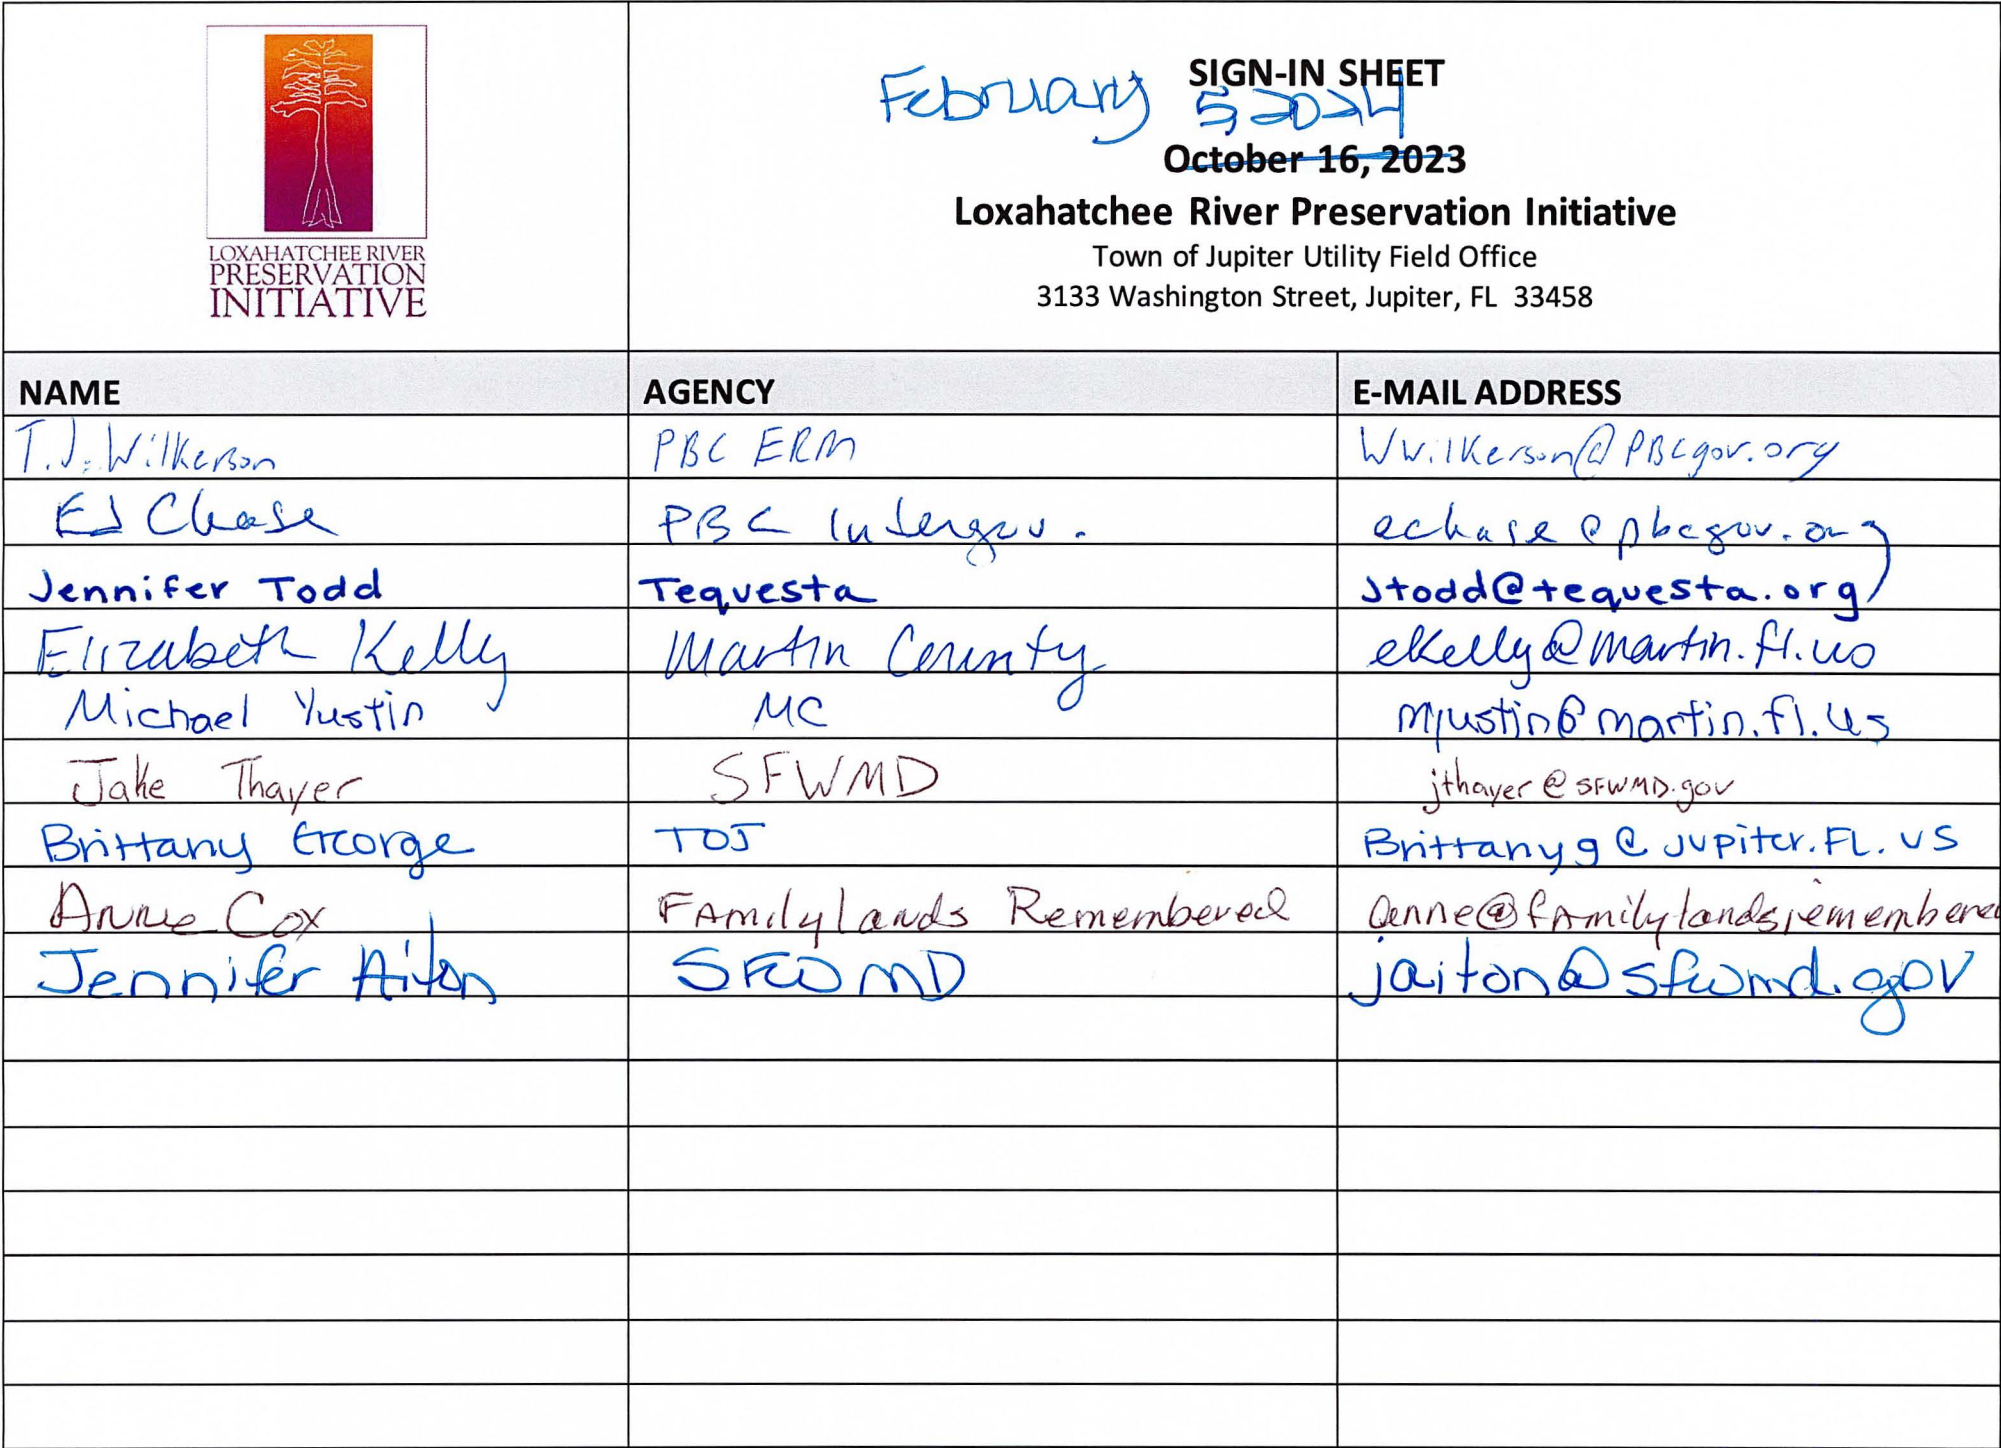 LOXAHATCHEE RIVER
PRESERVATION
INITIATIVE
SIGN-IN SHEET
February 5, 2024
October 16, 2023
Loxahatchee River Preservation Initiative
Town of Jupiter Utility Field Office
3133 Washington Street, Jupiter, FL 33458
NAME AGENCY E-MAIL ADDRESS
T.J. Wilkerson PBC ERM Wwilkerson@PBCgov.org
Ed Chase PBC Intergov. echase@pbcgov.org
Jennifer Todd Tequesta Jtodd@tequesta.org
Elizabeth Kelly Martin County ekelly@martin.fl.us
Michael Yustin MC myustin@martin.fl.us
Jake Thayer SFWMD jthayer@SFWMD.gov
Brittany George TOJ Brittanyg@jupiter.FL.US
Anne Cox Familylands Remembered anne@familylandsremembered
Jennifer Aiton SFWMD jaiton@sfwmd.gov